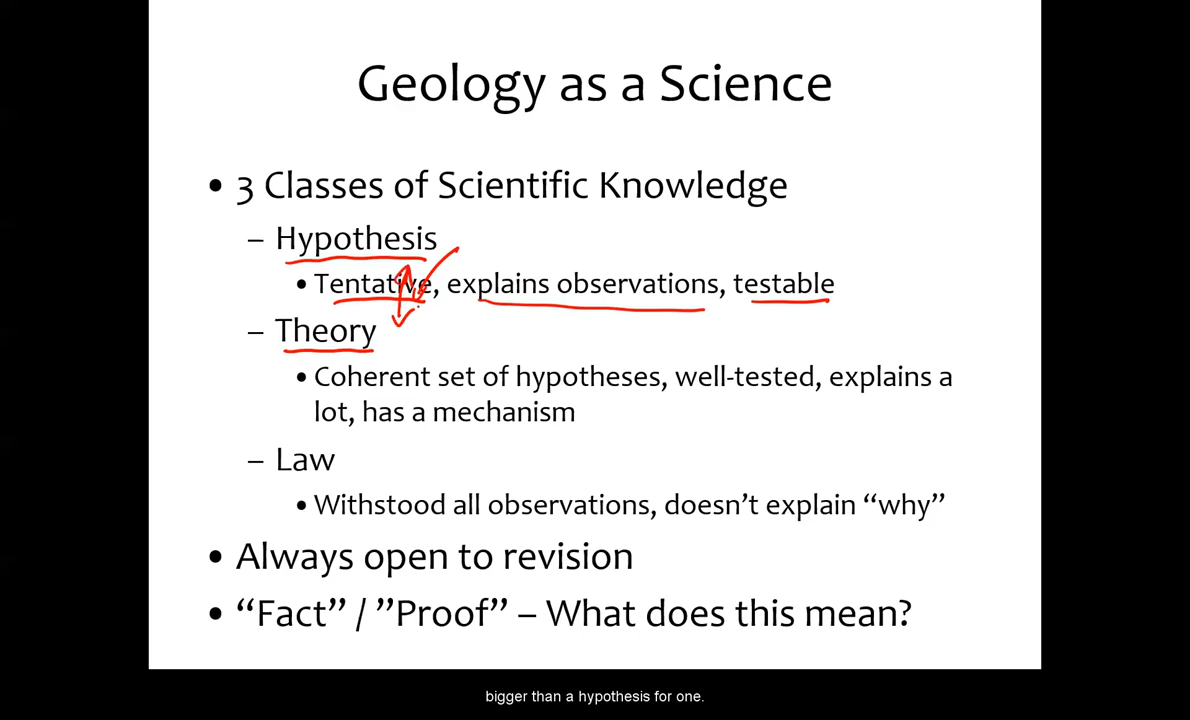 Geology as a Science
• 3 Classes of Scientific Knowledge
– Hypothesis
• Tentative, explains observations, testable
– Theory
• Coherent set of hypotheses, well-tested, explains a
lot, has a mechanism
– Law
• Withstood all observations, doesn’t explain “why”
• Always open to revision
• “Fact” / ”Proof” – What does this mean?
bigger than a hypothesis for one.